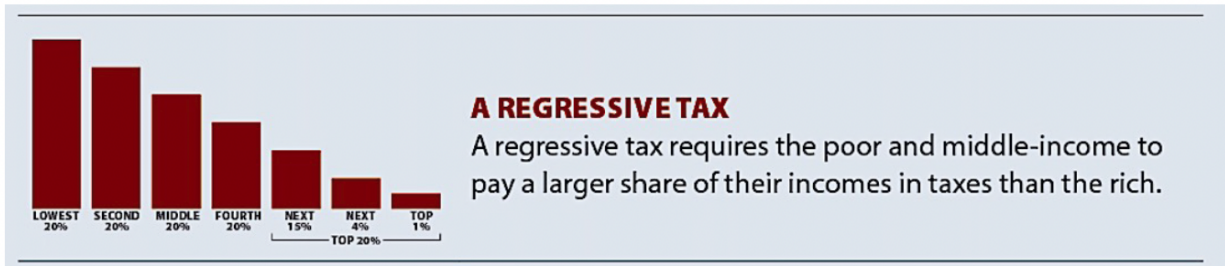 A REGRESSIVE TAX
A regressive tax requires the poor and middle-income to
pay a larger share of their incomes in taxes than the rich.
LOWEST SECOND MIDDLE FOURTH NEXT NEXT TOP
20% 20% 20% 20% 15% 4% 1%
TOP 20%